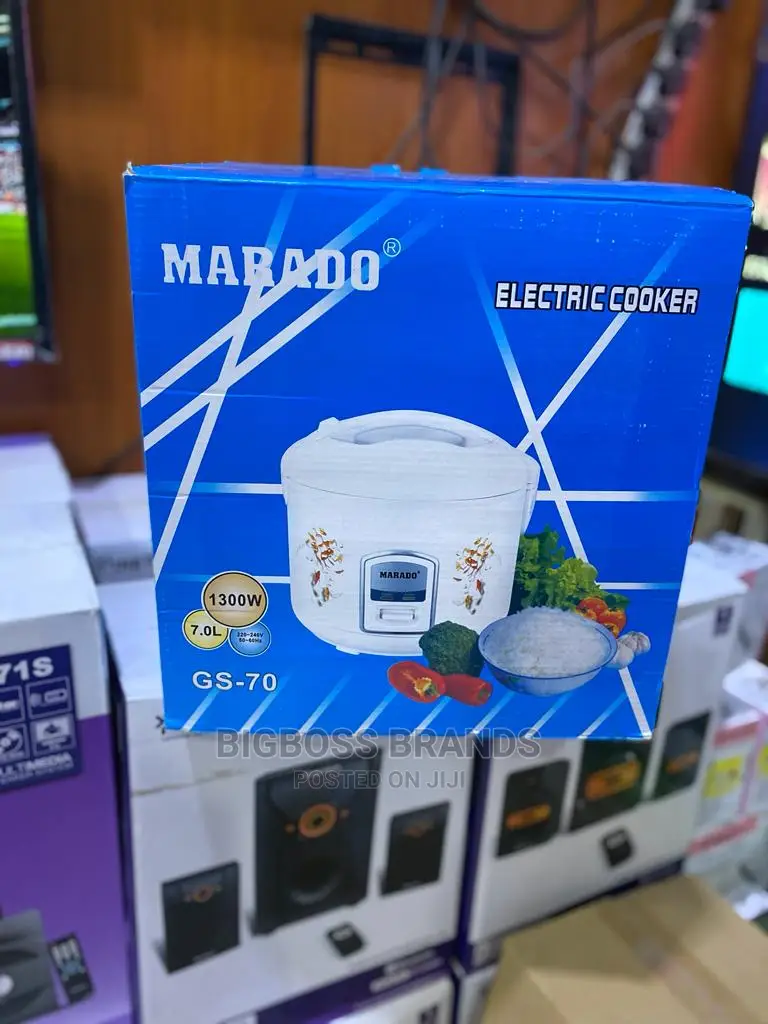 MARADO®
ELECTRIC COOKER
MARADO®
1300W
7.0L
220-240V
50-60Hz
GS-70
71S
BIGBOSS BRANDS
POSTED ON JIJI